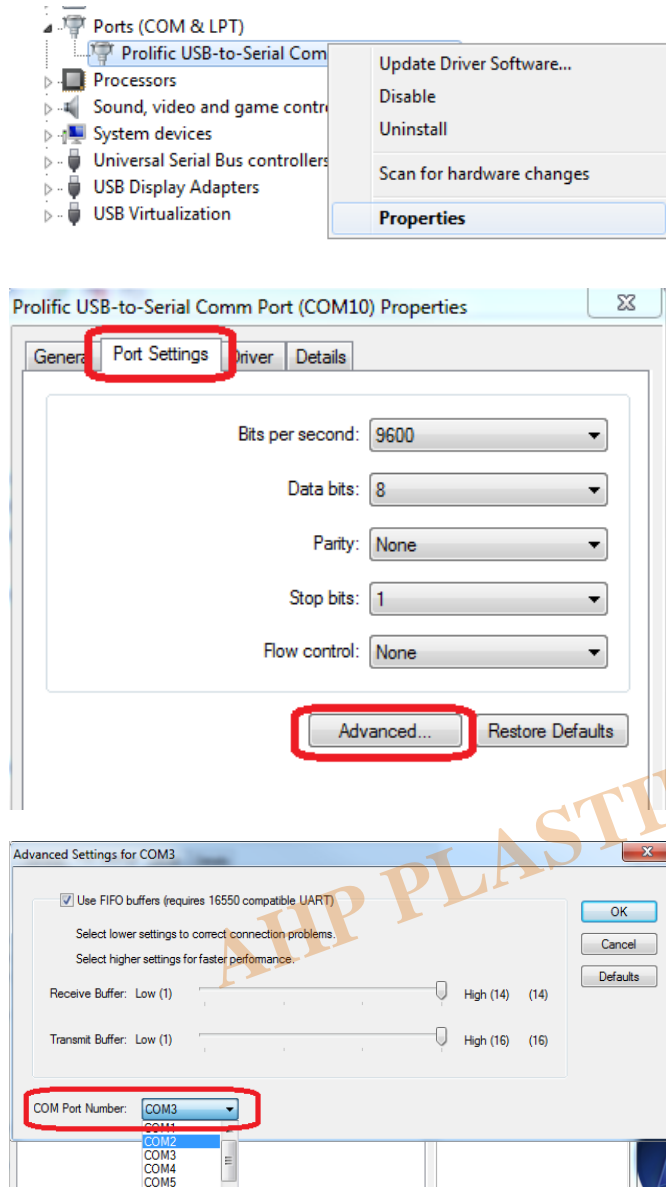 Ports (COM & LPT)
Prolific USB-to-Serial Com
Processors
Sound, video and game contr
System devices
Universal Serial Bus controllers
USB Display Adapters
USB Virtualization
Update Driver Software...
Disable
Uninstall
Scan for hardware changes
Properties
Prolific USB-to-Serial Comm Port (COM10) Properties
General Port Settings Driver Details
Bits per second: 9600
Data bits: 8
Parity: None
Stop bits: 1
Flow control: None
Advanced... Restore Defaults
AHP PLASTI
Advanced Settings for COM3
Use FIFO buffers (requires 16550 compatible UART)
Select lower settings to correct connection problems.
Select higher settings for faster performance.
Receive Buffer: Low (1) High (14) (14)
Transmit Buffer: Low (1) High (16) (16)
OK
Cancel
Defaults
COM Port Number: COM3
COM1
COM2
COM3
COM4
COM5